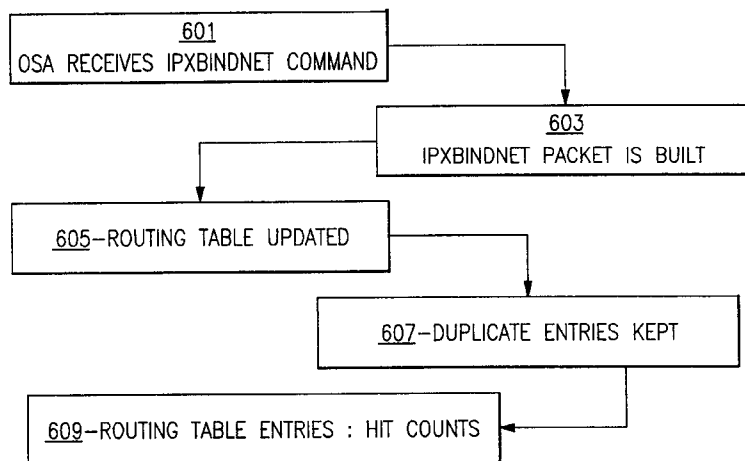 601
OSA RECEIVES IPXBINDNET COMMAND
603
IPXBINDNET PACKET IS BUILT
605-ROUTING TABLE UPDATED
607-DUPLICATE ENTRIES KEPT
609-ROUTING TABLE ENTRIES : HIT COUNTS